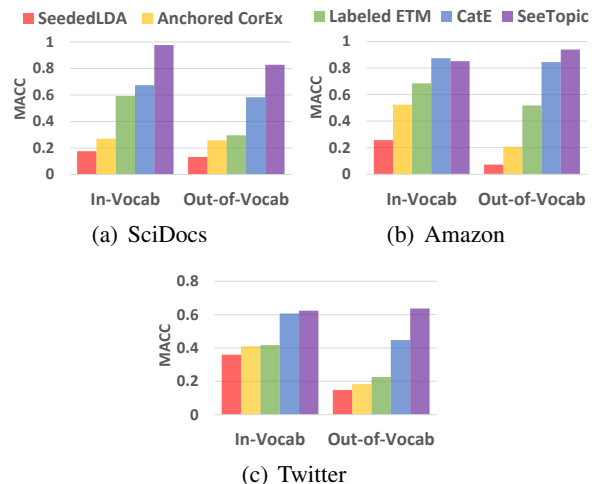 SeededLDA Anchored CorEx Labeled ETM CatE SeeTopic
MACC
1
0.8
0.6
0.4
0.2
0
In-Vocab Out-of-Vocab
(a) SciDocs
MACC
1
0.8
0.6
0.4
0.2
0
In-Vocab Out-of-Vocab
(b) Amazon
MACC
0.8
0.6
0.4
0.2
0
In-Vocab Out-of-Vocab
(c) Twitter